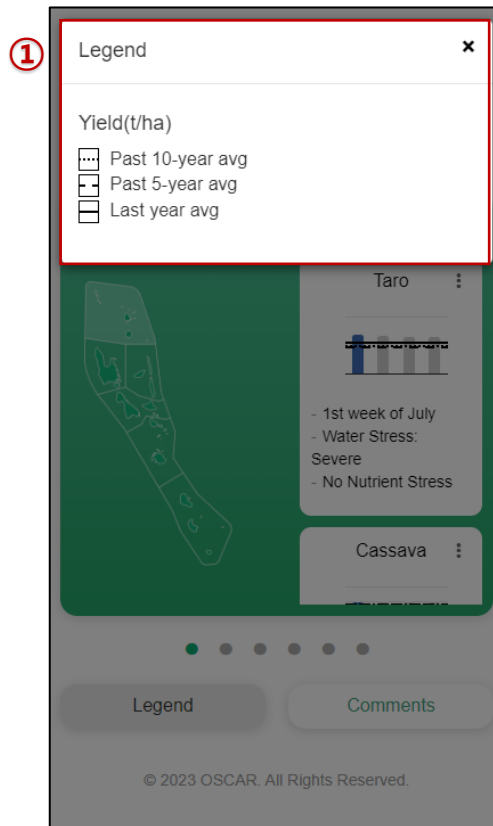 ①
Legend ×
Yield(t/ha)
Past 10-year avg
Past 5-year avg
Last year avg
Taro
- 1st week of July
- Water Stress:
Severe
- No Nutrient Stress
Cassava
Legend Comments
© 2023 OSCAR. All Rights Reserved.